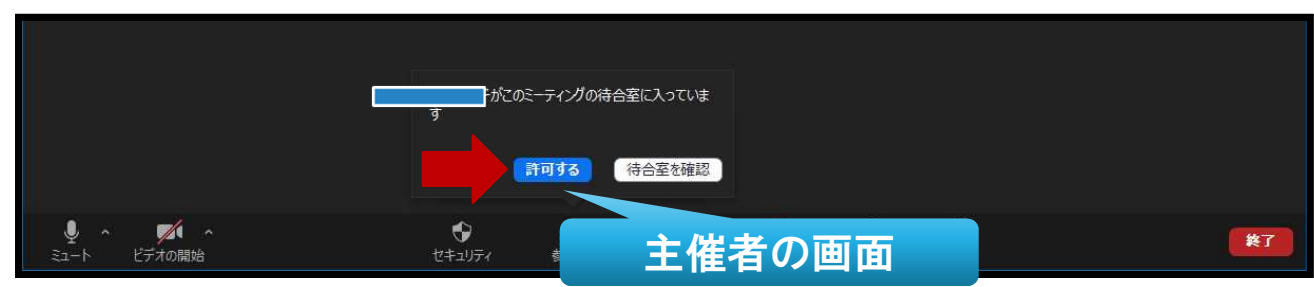 がこのミーティングの待合室に入っていま
す
許可する
待合室を確認
ミュート
ビデオの開始
セキュリティ
主催者の画面
終了